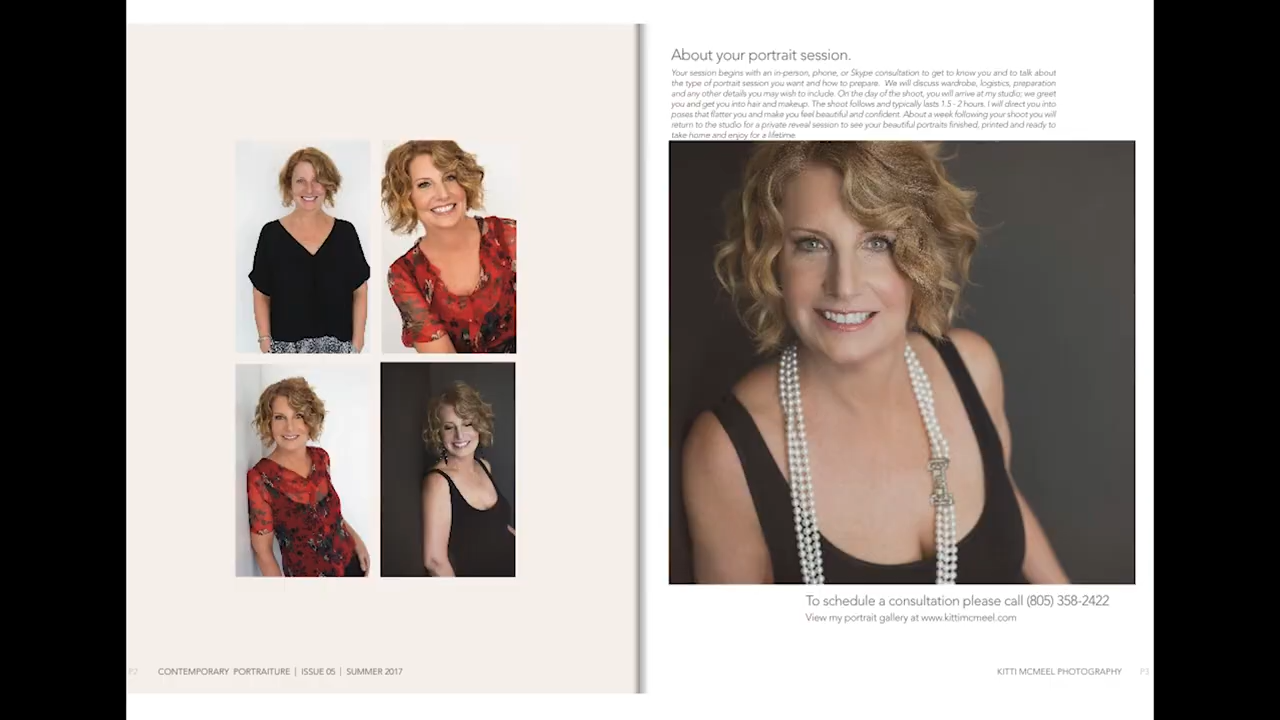 About your portrait session.
Your session begins with an in-person, phone, or Skype consultation to get to know you and to talk about
the type of portrait session you want and how to prepare.  We will discuss wardrobe, logistics, preparation
and any other details you may wish to include. On the day of the shoot, you will arrive at my studio; we greet
you and get you into hair and makeup. The shoot follows and typically lasts 1.5 - 2 hours. I will direct you into
poses that flatter you and make you feel beautiful and confident. About a week following your shoot you will
return to the studio for a private reveal session to see your beautiful portraits finished, printed and ready to
take home and enjoy for a lifetime.
To schedule a consultation please call (805) 358-2422
View my portrait gallery at www.kittimcmeel.com
P2 CONTEMPORARY PORTRAITURE | ISSUE 05 | SUMMER 2017
KITTI MCMEEL PHOTOGRAPHY P3